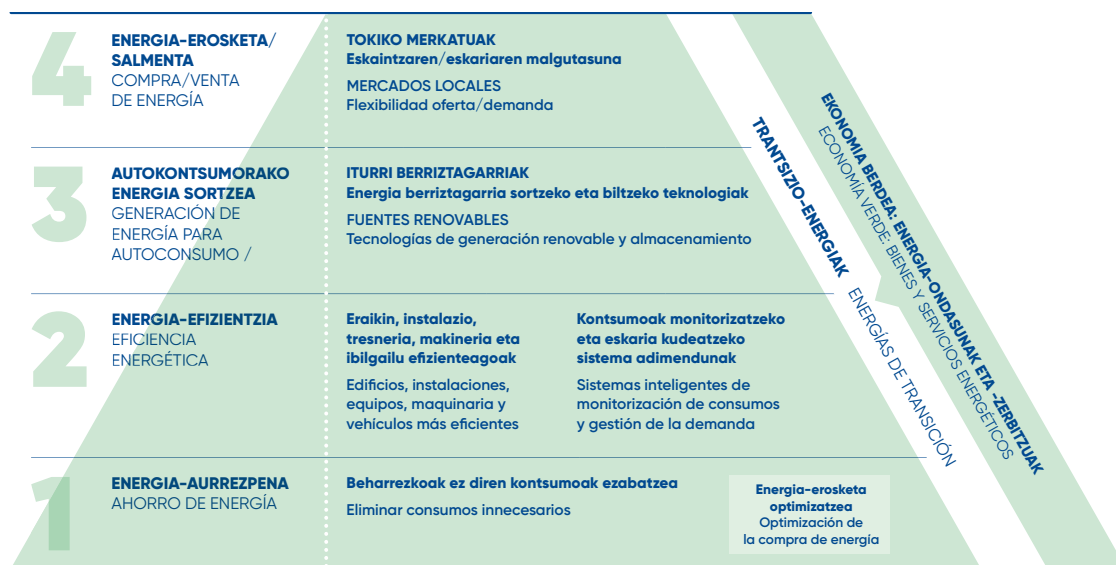 4
ENERGIA-EROSKETA/
SALMENTA
COMPRA/VENTA
DE ENERGÍA
TOKIKO MERKATUAK
Eskaintzaren/eskariaren malgutasuna
MERCADOS LOCALES
Flexibilidad oferta/demanda
3
AUTOKONTSUMORAKO
ENERGIA SORTZEA
GENERACIÓN DE
ENERGÍA PARA
AUTOCONSUMO /
ITURRI BERRIZTAGARRIAK
Energia berriztagarria sortzeko eta biltzeko teknologiak
FUENTES RENOVABLES
Tecnologías de generación renovable y almacenamiento
2
ENERGIA-EFIZIENTZIA
EFICIENCIA
ENERGÉTICA
Eraikin, instalazio,
tresneria, makineria eta
ibilgailu efizienteagoak
Edificios, instalaciones,
equipos, maquinaria y
vehículos más eficientes
Kontsumoak monitorizatzeko
eta eskaria kudeatzeko
sistema adimendunak
Sistemas inteligentes de
monitorización de consumos
y gestión de la demanda
1
ENERGIA-AURREZPENA
AHORRO DE ENERGÍA
Beharrezkoak ez diren kontsumoak ezabatzea
Eliminar consumos innecesarios
Energia-erosketa
optimizatzea
Optimización de
la compra de energía
TRANTSIZIO-ENERGIAK ENERGÍAS DE TRANSICIÓN
EKONOMIA BERDEA: ENERGIA-ONDASUNAK ETA -ZERBITZUAK
ECONOMÍA VERDE: BIENES Y SERVICIOS ENERGÉTICOS